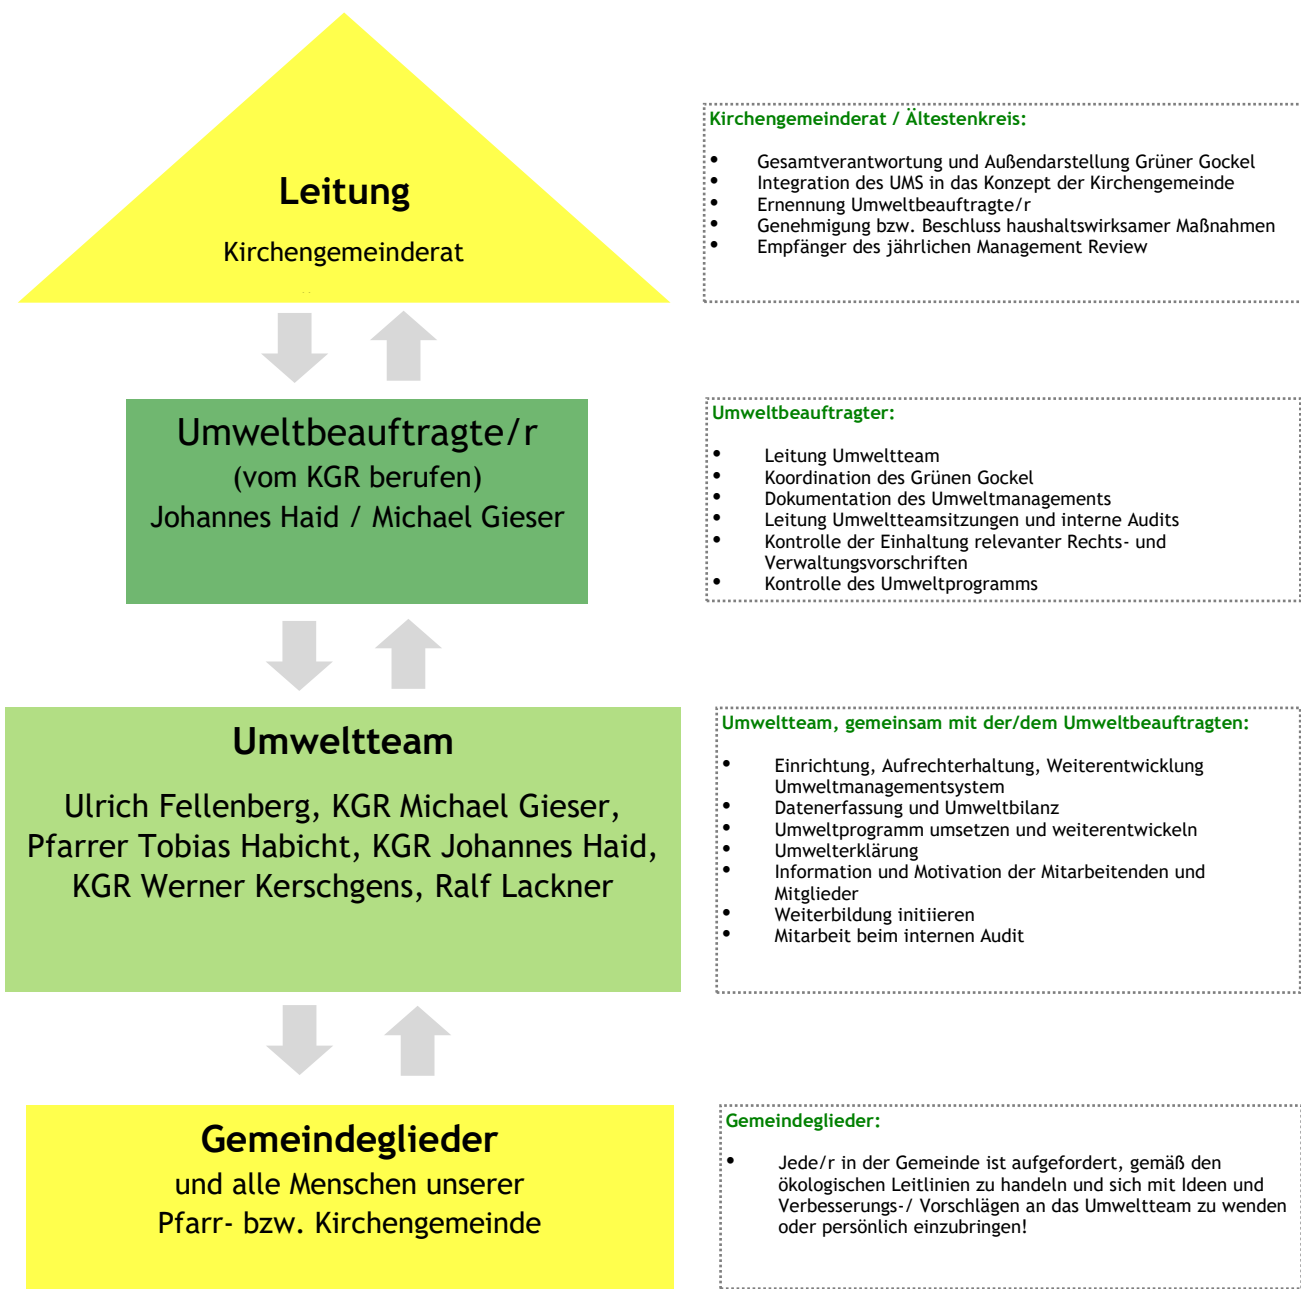 Leitung
Kirchengemeinderat
Kirchengemeinderat / Ältestenkreis:
• Gesamtverantwortung und Außendarstellung Grüner Gockel
• Integration des UMS in das Konzept der Kirchengemeinde
• Ernennung Umweltbeauftragte/r
• Genehmigung bzw. Beschluss haushaltswirksamer Maßnahmen
• Empfänger des jährlichen Management Review
Umweltbeauftragte/r
(vom KGR berufen)
Johannes Haid / Michael Gieser
Umweltbeauftragter:
• Leitung Umweltteam
• Koordination des Grünen Gockel
• Dokumentation des Umweltmanagements
• Leitung Umweltteamsitzungen und interne Audits
• Kontrolle der Einhaltung relevanter Rechts- und
Verwaltungsvorschriften
• Kontrolle des Umweltprogramms
Umweltteam
Ulrich Fellenberg, KGR Michael Gieser,
Pfarrer Tobias Habicht, KGR Johannes Haid,
KGR Werner Kerschgens, Ralf Lackner
Umweltteam, gemeinsam mit der/dem Umweltbeauftragten:
• Einrichtung, Aufrechterhaltung, Weiterentwicklung
Umweltmanagementsystem
• Datenerfassung und Umweltbilanz
• Umweltprogramm umsetzen und weiterentwickeln
• Umwelterklärung
• Information und Motivation der Mitarbeitenden und
Mitglieder
• Weiterbildung initiieren
• Mitarbeit beim internen Audit
Gemeindeglieder
und alle Menschen unserer
Pfarr- bzw. Kirchengemeinde
Gemeindeglieder:
• Jede/r in der Gemeinde ist aufgefordert, gemäß den
ökologischen Leitlinien zu handeln und sich mit Ideen und
Verbesserungs-/ Vorschlägen an das Umweltteam zu wenden
oder persönlich einzubringen!